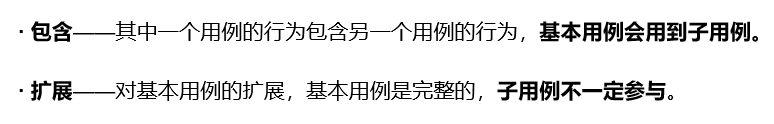 · 包含——其中一个用例的行为包含另一个用例的行为，基本用例会用到子用例。
· 扩展——对基本用例的扩展，基本用例是完整的，子用例不一定参与。